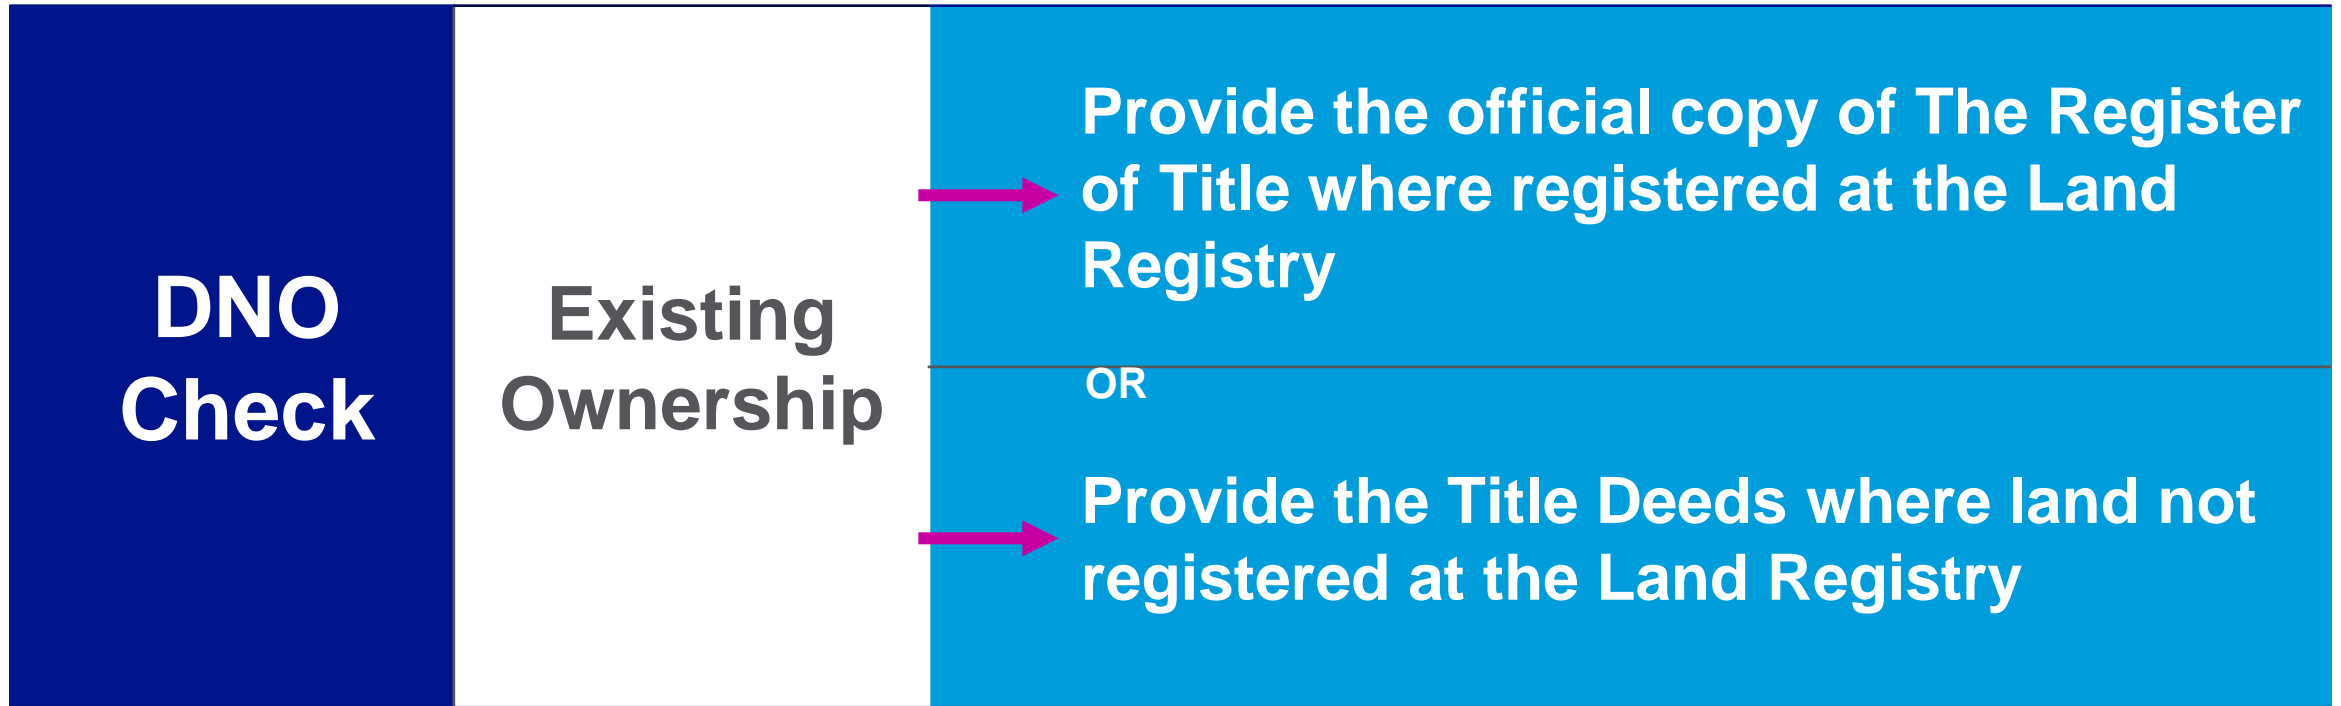 DNO
Check
Existing
Ownership
Provide the official copy of The Register
of Title where registered at the Land
Registry
OR
Provide the Title Deeds where land not
registered at the Land Registry